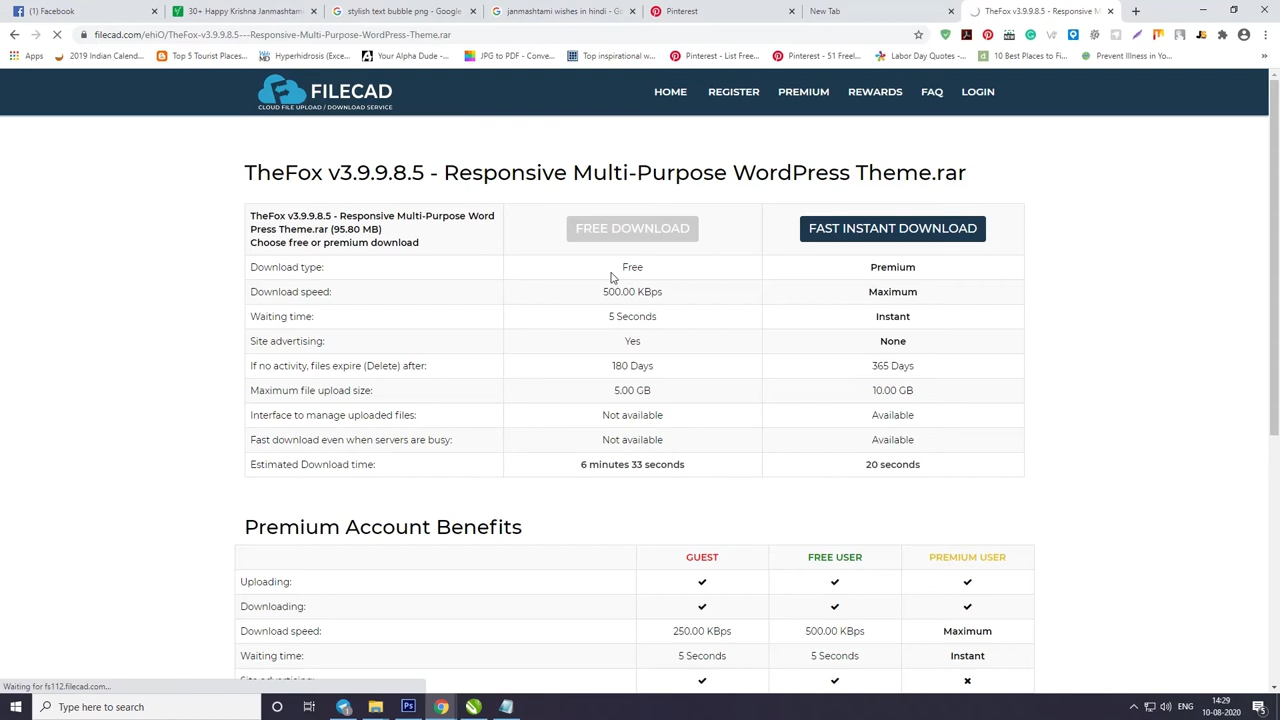 (1) Facebook
30+ Happy Krishna Janmashtami
stylish text bubble png - Google
janmashtami wishes in hindi - Go
Pinterest
New Tab
TheFox v3.9.9.8.5 - Responsive M
filecad.com/ehiO/TheFox-v3.9.9.8.5---Responsive-Multi-Purpose-WordPress-Theme.rar
Apps
2019 Indian Calend...
Top 5 Tourist Places...
Hyperhidrosis (Exce...
Your Alpha Dude -...
JPG to PDF - Conve...
Top inspirational w...
Pinterest - List Free...
Pinterest - 51 Freel...
Labor Day Quotes -...
10 Best Places to Fi...
Prevent Illness in Y...
FILECAD
CLOUD FILE UPLOAD / DOWNLOAD SERVICE
HOME REGISTER PREMIUM REWARDS FAQ LOGIN
TheFox v3.9.9.8.5 - Responsive Multi-Purpose WordPress Theme.rar
TheFox v3.9.9.8.5 - Responsive Multi-Purpose Word
Press Theme.rar (95.80 MB)
Choose free or premium download
FREE DOWNLOAD
FAST INSTANT DOWNLOAD
Download type: Free Premium
Download speed: 500.00 KBps Maximum
Waiting time: 5 Seconds Instant
Site advertising: Yes None
If no activity, files expire (Delete) after: 180 Days 365 Days
Maximum file upload size: 5.00 GB 10.00 GB
Interface to manage uploaded files: Not available Available
Fast download even when servers are busy: Not available Available
Estimated Download time: 6 minutes 33 seconds 20 seconds
Premium Account Benefits
GUEST FREE USER PREMIUM USER
Uploading:
Downloading:
Download speed: 250.00 KBps 500.00 KBps Maximum
Waiting time: 5 Seconds 5 Seconds Instant
Site advertising:
Waiting for fs112.filecad.com...
Type here to search
ENG
14:29
10-08-2020
5